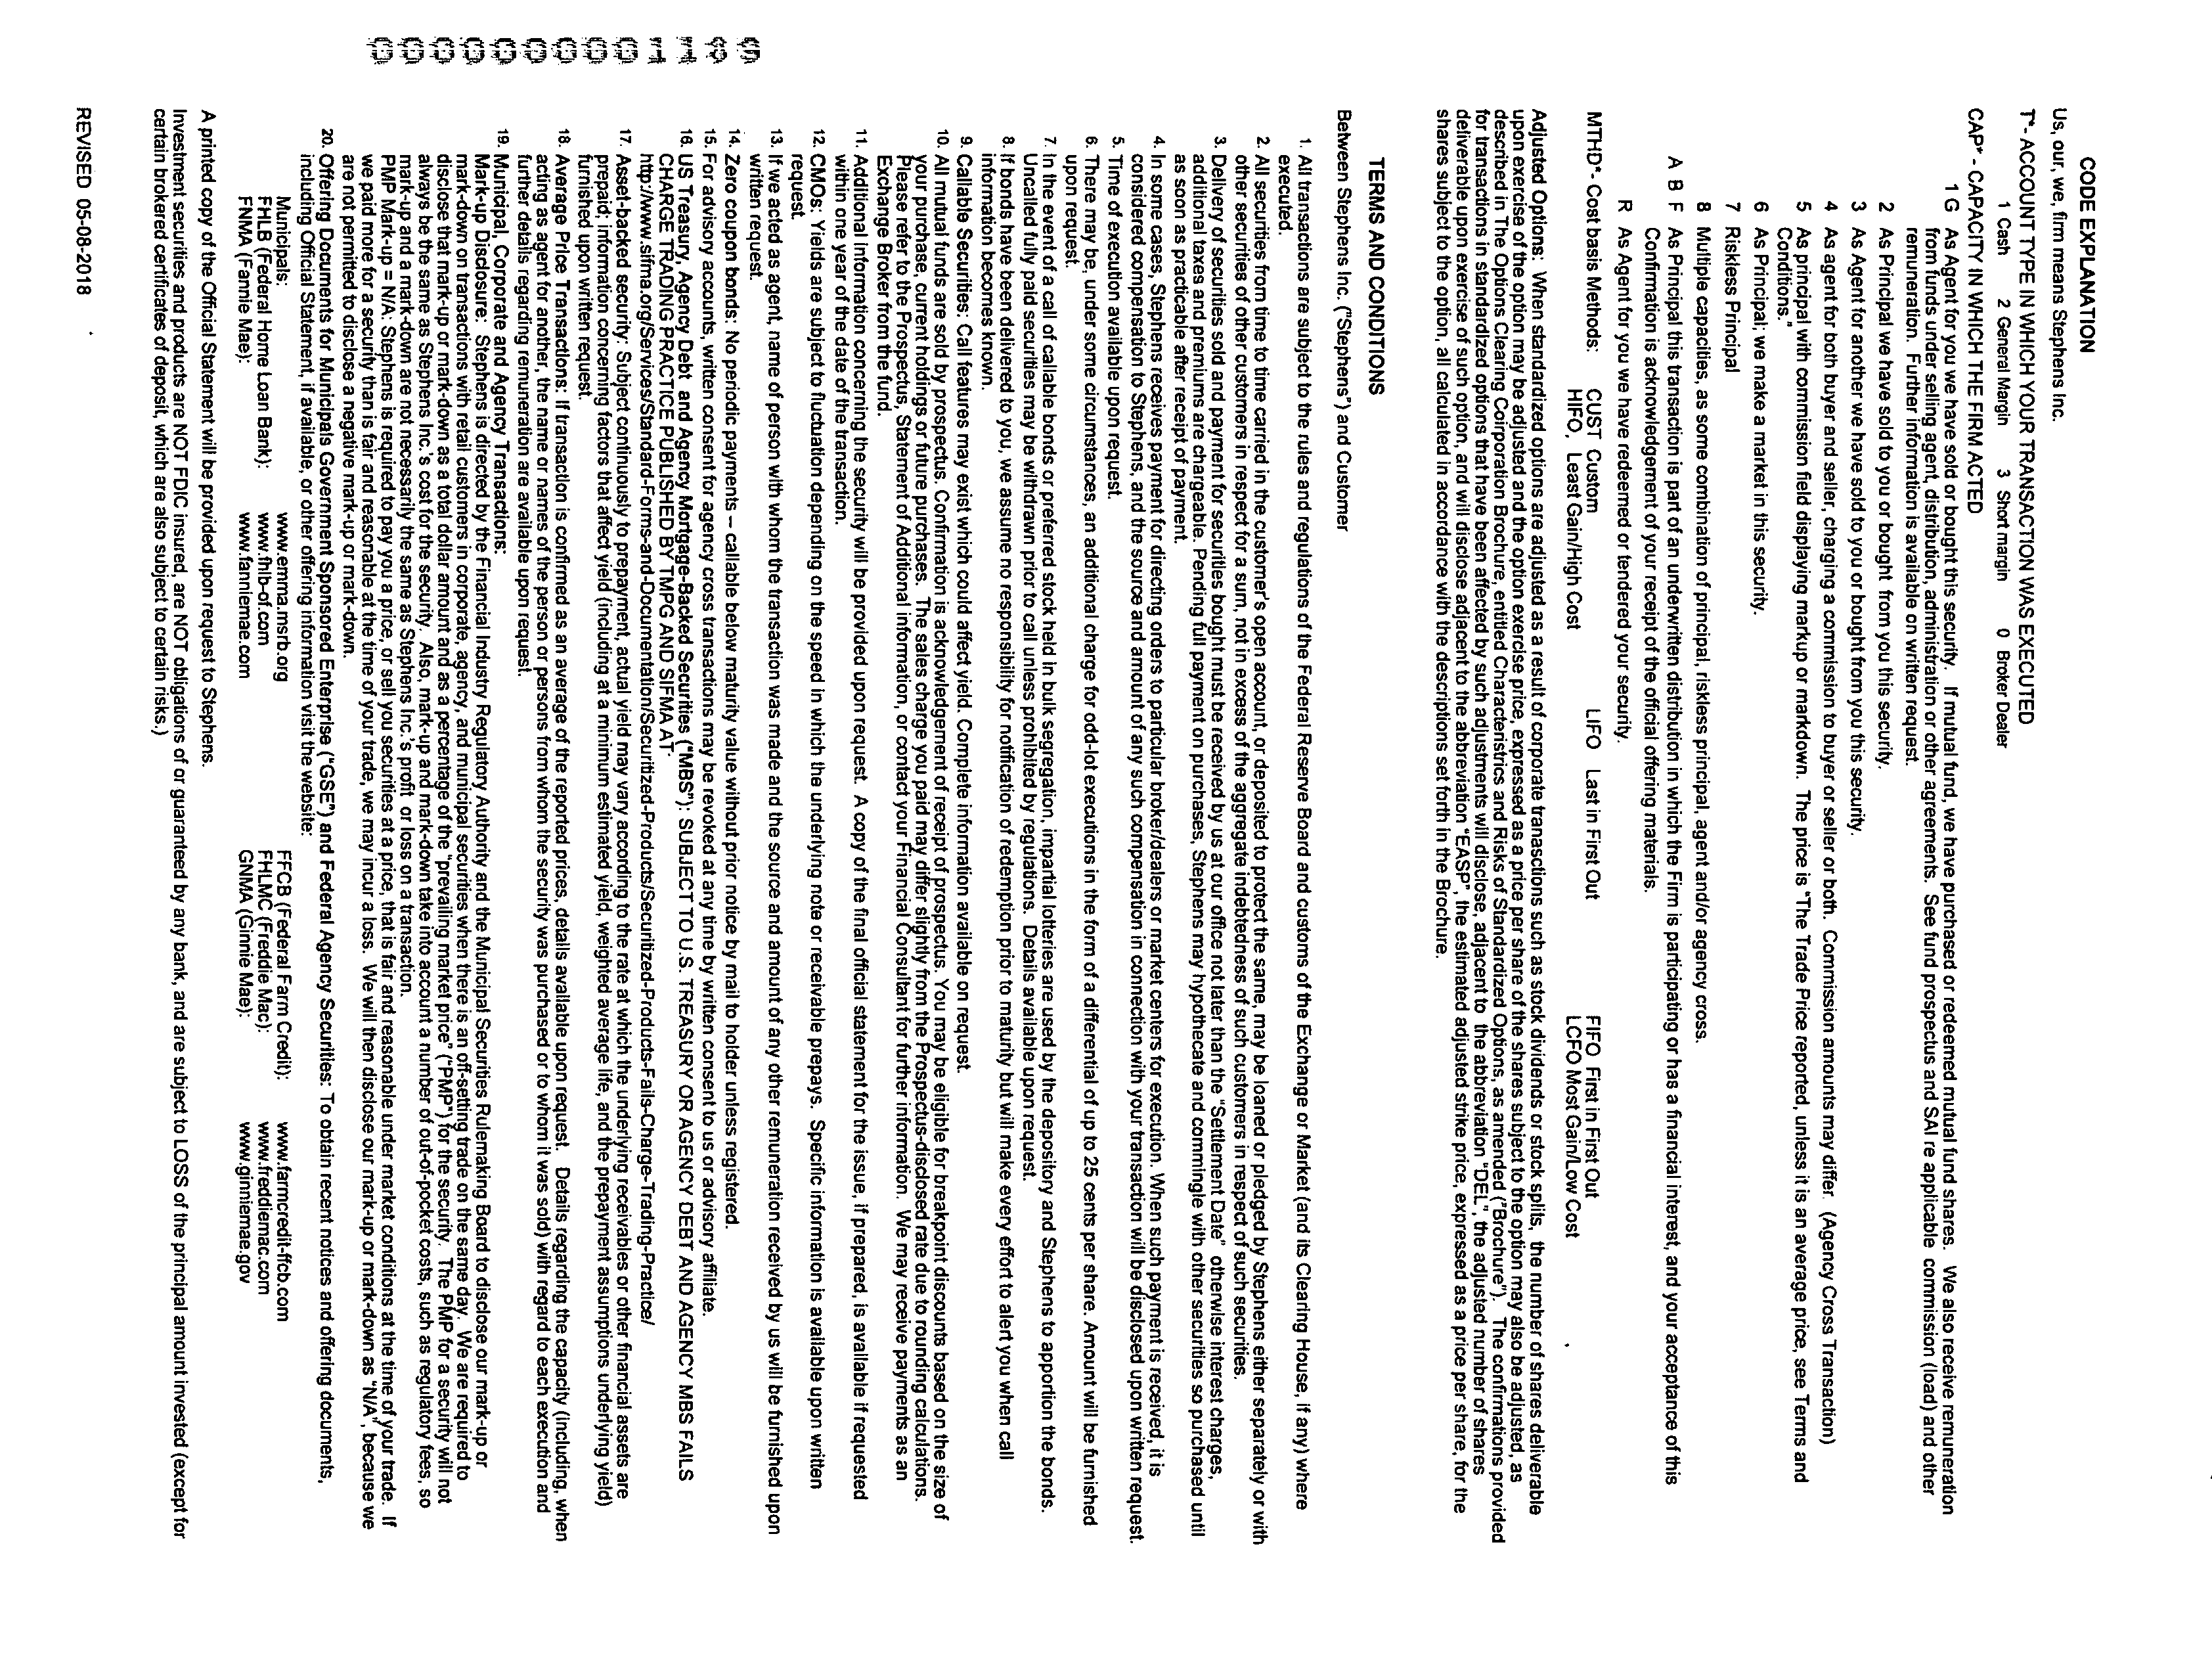 CODE EXPLANATION
Us, our, we, firm means Stephens Inc.
T*- ACCOUNT TYPE IN WHICH YOUR TRANSACTION WAS EXECUTED
1 Cash 2 General Margin 3 Short margin 0 Broker Dealer
CAP* - CAPACITY IN WHICH THE FIRM ACTED
1 G As Agent for you we have sold or bought this security. If mutual fund, we have purchased or redeemed mutual fund shares. We also receive remuneration
from funds under selling agent, distribution, administration or other agreements. See fund prospectus and SAI re applicable commission (load) and other
remuneration. Further information is available on written request.
2 As Principal we have sold to you or bought from you this security.
3 As Agent for another we have sold to you or bought from you this security.
4 As agent for both buyer and seller, charging a commission to buyer or seller or both. Commission amounts may differ. (Agency Cross Transaction)
5 As principal with commission field displaying markup or markdown. The price is "The Trade Price reported, unless it is an average price, see Terms and
Conditions."
6 As Principal; we make a market in this security.
7 Riskless Principal
8 Multiple capacities, as some combination of principal, riskless principal, agent and/or agency cross.
A B F As Principal this transaction is part of an underwritten distribution in which the Firm is participating or has a financial interest, and your acceptance of this
Confirmation is acknowledgement of your receipt of the official offering materials.
R As Agent for you we have redeemed or tendered your security.
MTHD*- Cost basis Methods: CUST Custom LIFO Last in First Out FIFO First in First Out
HIFO, Least Gain/High Cost LCFO Most Gain/Low Cost
Adjusted Options: When standardized options are adjusted as a result of corporate transactions such as stock dividends or stock splits, the number of shares deliverable
upon exercise of the option may be adjusted and the option exercise price, expressed as a price per share of the shares subject to the option may also be adjusted, as
described in The Options Clearing Corporation Brochure, entitled Characteristics and Risks of Standardized Options, as amended ("Brochure"). The confirmations provided
for transactions in standardized options that have been affected by such adjustments will disclose, adjacent to the abbreviation "DEL", the adjusted number of shares
deliverable upon exercise of such option, and will disclose adjacent to the abbreviation "EASP", the estimated adjusted strike price, expressed as a price per share, for the
shares subject to the option, all calculated in accordance with the descriptions set forth in the Brochure.
TERMS AND CONDITIONS
Between Stephens Inc. ("Stephens") and Customer
1. All transactions are subject to the rules and regulations of the Federal Reserve Board and customs of the Exchange or Market (and its Clearing House, if any) where
executed.
2. All securities from time to time carried in the customer's open account, or deposited to protect the same, may be loaned or pledged by Stephens either separately or with
other securities of other customers in respect for a sum, not in excess of the aggregate indebtedness of such customers in respect of such securities.
3. Delivery of securities sold and payment for securities bought must be received by us at our office not later than the "Settlement Date" otherwise interest charges,
additional taxes and premiums are chargeable. Pending full payment on purchases, Stephens may hypothecate and commingle with other securities so purchased until
as soon as practicable after receipt of payment.
4. In some cases, Stephens receives payment for directing orders to particular broker/dealers or market centers for execution. When such payment is received, it is
considered compensation to Stephens, and the source and amount of any such compensation in connection with your transaction will be disclosed upon written request.
5. Time of execution available upon request.
6. There may be, under some circumstances, an additional charge for odd-lot executions in the form of a differential of up to 25 cents per share. Amount will be furnished
upon request.
7. In the event of a call of callable bonds or preferred stock held in bulk segregation, impartial lotteries are used by the depository and Stephens to apportion the bonds.
Uncalled fully paid securities may be withdrawn prior to call unless prohibited by regulations. Details available upon request.
8. If bonds have been delivered to you, we assume no responsibility for notification of redemption prior to maturity but will make every effort to alert you when call
information becomes known.
9. Callable Securities: Call features may exist which could affect yield. Complete information available on request.
10. All mutual funds are sold by prospectus. Confirmation is acknowledgement of receipt of prospectus. You may be eligible for breakpoint discounts based on the size of
your purchase, current holdings or future purchases. The sales charge you paid may differ slightly from the Prospectus-disclosed rate due to rounding calculations.
Please refer to the Prospectus, Statement of Additional information, or contact your Financial Consultant for further information. We may receive payments as an
Exchange Broker from the fund.
11. Additional information concerning the security will be provided upon request. A copy of the final official statement for the issue, if prepared, is available if requested
within one year of the date of the transaction.
12. CMOs: Yields are subject to fluctuation depending on the speed in which the underlying note or receivable prepays. Specific information is available upon written
request.
13. If we acted as agent, name of person with whom the transaction was made and the source and amount of any other remuneration received by us will be furnished upon
written request.
14. Zero coupon bonds: No periodic payments – callable below maturity value without prior notice by mail to holder unless registered.
15. For advisory accounts, written consent for agency cross transactions may be revoked at any time by written consent to us or advisory affiliate.
16. US Treasury, Agency Debt and Agency Mortgage-Backed Securities ("MBS"): SUBJECT TO U.S. TREASURY OR AGENCY DEBT AND AGENCY MBS FAILS
CHARGE TRADING PRACTICE PUBLISHED BY TMPG AND SIFMA AT:
http://www.sifma.org/Services/Standard-Forms-and-Documentation/Securitized-Products/Securitized-Products-Fails-Charge-Trading-Practice/
17. Asset-backed security: Subject continuously to prepayment, actual yield may vary according to the rate at which the underlying receivables or other financial assets are
prepaid; information concerning factors that affect yield (including at a minimum estimated yield, weighted average life, and the prepayment assumptions underlying yield)
furnished upon written request.
18. Average Price Transactions: If transaction is confirmed as an average of the reported prices, details available upon request. Details regarding the capacity (including, when
acting as agent for another, the name or names of the person or persons from whom the security was purchased or to whom it was sold) with regard to each execution and
further details regarding remuneration are available upon request.
19. Municipal, Corporate and Agency Transactions:
Mark-up Disclosure: Stephens is directed by the Financial Industry Regulatory Authority and the Municipal Securities Rulemaking Board to disclose our mark-up or
mark-down on transactions with retail customers in corporate, agency, and municipal securities when there is an off-setting trade on the same day. We are required to
disclose that mark-up or mark-down as a total dollar amount and as a percentage of the "prevailing market price" ("PMP") for the security. The PMP for a security will not
always be the same as Stephens Inc.'s cost for the security. Also, mark-up and mark-down take into account a number of out-of-pocket costs, such as regulatory fees, so
mark-up and a mark-down are not necessarily the same as Stephens Inc.'s profit or loss on a transaction.
PMP Mark-up = N/A: Stephens is required to pay you a price, or sell you securities at a price, that is fair and reasonable under market conditions at the time of your trade. If
we paid more for a security than is fair and reasonable at the time of your trade, we may incur a loss. We will then disclose our mark-up or mark-down as "N/A", because we
are not permitted to disclose a negative mark-up or mark-down.
20. Offering Documents for Municipals Government Sponsored Enterprise ("GSE") and Federal Agency Securities: To obtain recent notices and offering documents,
including Official Statement, if available, or other offering information visit the website:
Municipals: www.emma.msrb.org FFCB (Federal Farm Credit): www.farmcredit-ffcb.com
FHLB (Federal Home Loan Bank): www.fhlb-of.com FHLMC (Freddie Mac): www.freddiemac.com
FNMA (Fannie Mae): www.fanniemae.com GNMA (Ginnie Mae): www.ginniemae.gov
A printed copy of the Official Statement will be provided upon request to Stephens.
Investment securities and products are NOT FDIC insured, are NOT obligations of or guaranteed by any bank, and are subject to LOSS of the principal amount invested (except for
certain brokered certificates of deposit, which are also subject to certain risks.)
REVISED 05-08-2018